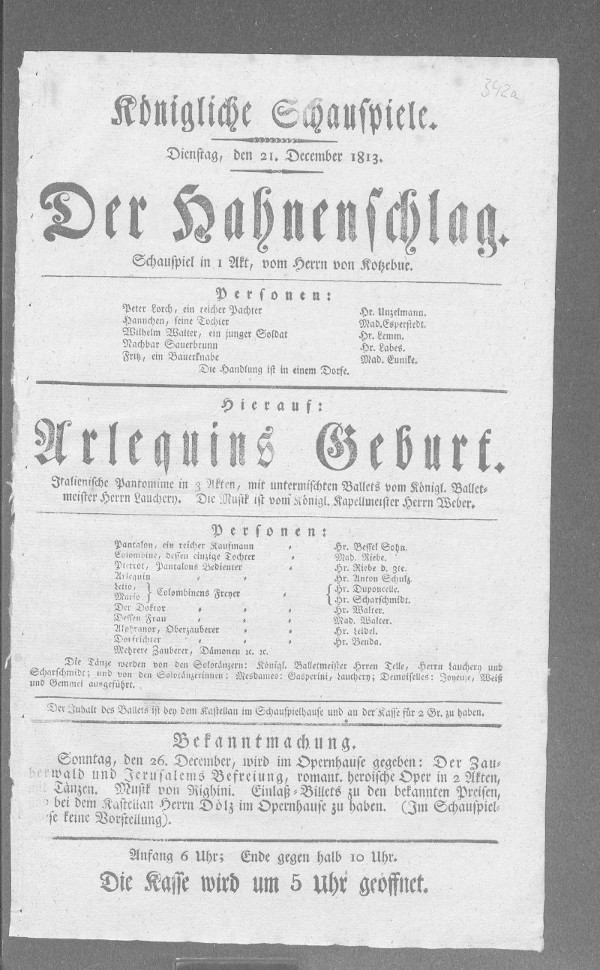 342a
Königliche Schauspiele.
Dienstag, den 21. December 1813.
Der Hahnenschlag.
Schauspiel in 1 Akt, vom Herrn von Kotzebue.
Personen:
Peter Lorch, ein reicher Pachter Hr. Unzelmann.
Hannchen, seine Tochter Mad. Esperstedt.
Wilhelm Walter, ein junger Soldat Hr. Lemm.
Nachbar Sauerbrunn Hr. Labes.
Fritz, ein Bauerknabe Mad. Eunike.
Die Handlung ist in einem Dorfe.
Hierauf:
Arlequins Geburt.
Italienische Pantomime in 3 Akten, mit untermischten Ballets vom Königl. Ballet-
meister Herrn Lauchery. Die Musik ist vom Königl. Kapellmeister Herrn Weber.
Personen:
Pantalon, ein reicher Kaufmann Hr. Bessel Sohn.
Colombine, dessen einzige Tochter Mad. Riebe.
Pierrot, Pantalons Bedienter Hr. Riebe d. zte.
Arlequin Hr. Anton Schulz.
Lelio, } Colombinens Freyer { Hr. Duponcelle.
Mario } { Hr. Scharschmidt.
Der Doktor Hr. Walter.
Dessen Frau Mad. Walter.
Alphranor, Oberzauberer Hr. Leidel.
Dorfrichter Hr. Benda.
Mehrere Zauberer, Dämonen ꝛc. ꝛc.
Die Tänze werden von den Solotänzern: Königl. Balletmeister Herren Telle, Herrn Lauchery und
Scharschmidt; und von den Solotänzerinnen: Mesdames: Gasperini, Lauchery; Demoiselles: Joyeuse, Weiß
und Gemmel ausgeführt.
Der Inhalt des Ballets ist bey dem Kastellan im Schauspielhause und an der Kasse für 2 Gr. zu haben.
Bekanntmachung.
Sonntag, den 26. December, wird im Opernhause gegeben: Der Zau-
berwald und Jerusalems Befreiung, romant. heroische Oper in 2 Akten,
Tänzen. Musik von Righini. Einlaß-Billets zu den bekannten Preisen,
bei dem Kastellan Herrn Dölz im Opernhause zu haben. (Im Schauspiel-
se keine Vorstellung).
Anfang 6 Uhr; Ende gegen halb 10 Uhr.
Die Kasse wird um 5 Uhr geöffnet.